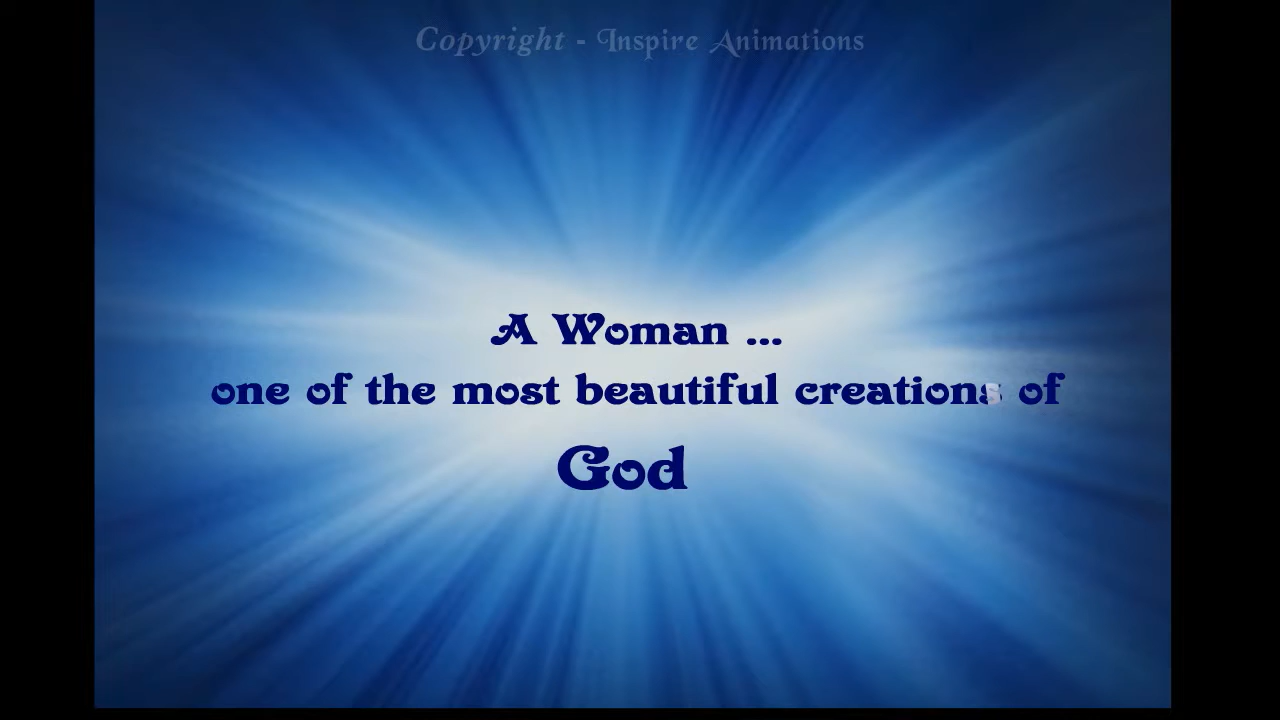 Copyright - Inspire Animations
A Woman ...
one of the most beautiful creations of
God